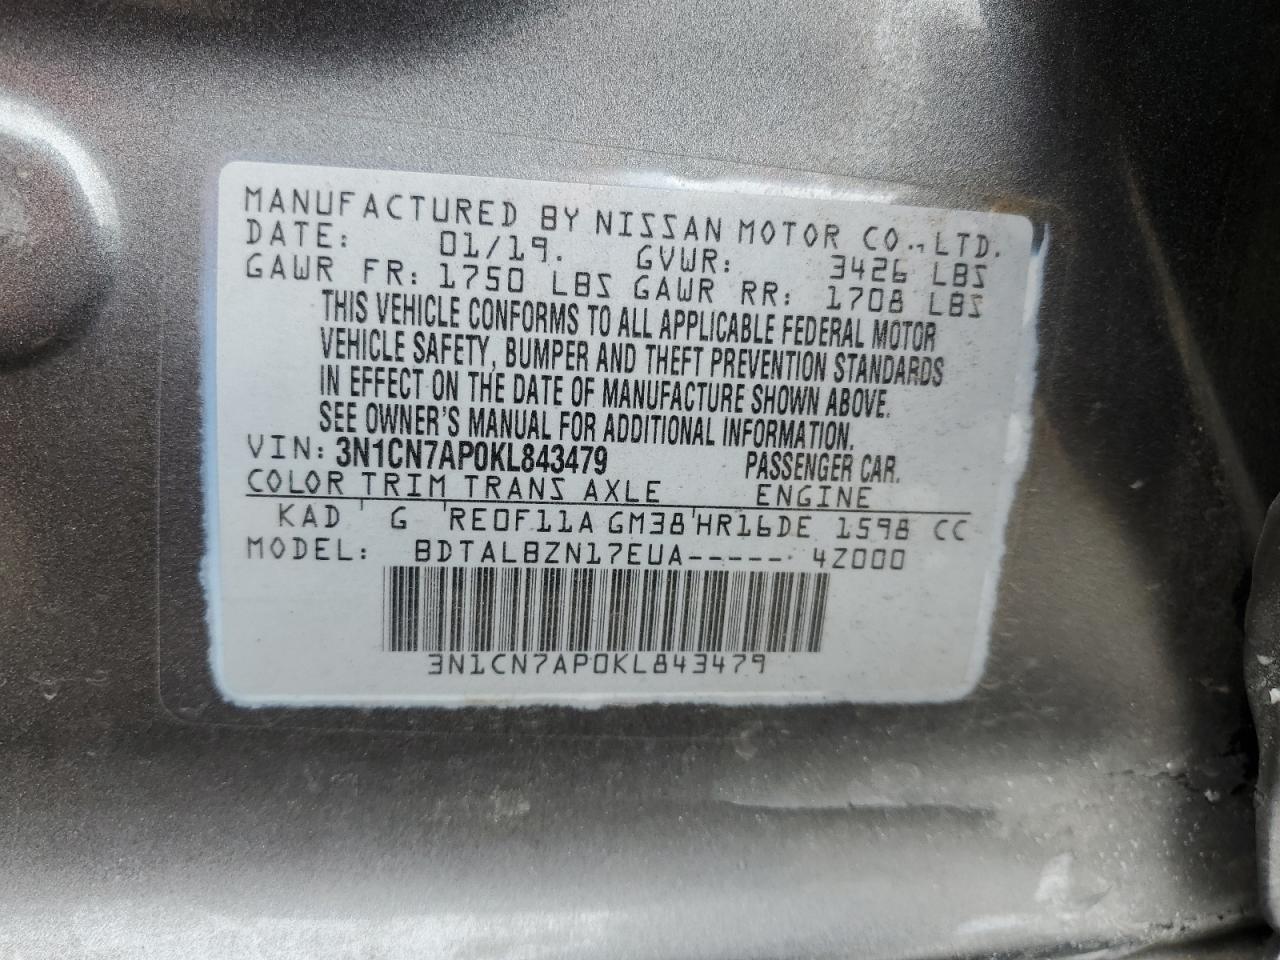 MANUFACTURED BY NISSAN MOTOR CO., LTD.
DATE: 01/19. GVWR: 3426 LBS
GAWR FR: 1750 LBS GAWR RR: 1708 LBS
THIS VEHICLE CONFORMS TO ALL APPLICABLE FEDERAL MOTOR
VEHICLE SAFETY, BUMPER AND THEFT PREVENTION STANDARDS
IN EFFECT ON THE DATE OF MANUFACTURE SHOWN ABOVE.
SEE OWNER'S MANUAL FOR ADDITIONAL INFORMATION.
VIN: 3N1CN7AP0KL843479 PASSENGER CAR.
COLOR TRIM TRANS AXLE ENGINE
KAD G RE0F11A GM38 HR16DE 1598 CC
MODEL: BDTALBZN17EUA----- 4Z000
3N1CN7AP0KL843479